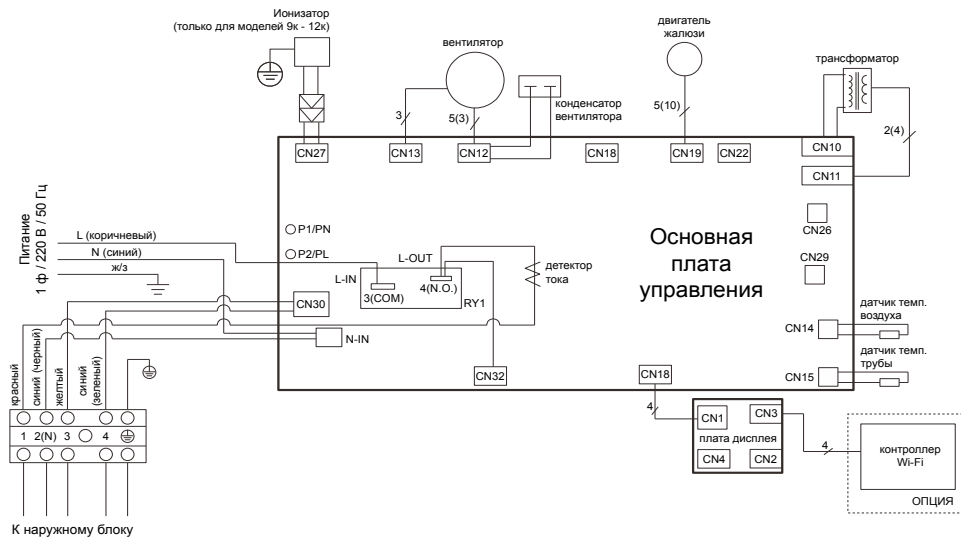 Ионизатор
(только для моделей 9к - 12к)
вентилятор
двигатель
жалюзи
трансформатор
конденсатор
вентилятора
3
5(3)
5(10)
2(4)
CN27
CN13
CN12
CN18
CN19
CN22
CN10
CN11
CN26
CN29
Основная
плата
управления
Питание
1 ф / 220 В / 50 Гц
L (коричневый)
N (синий)
ж/з
P1/PN
P2/PL
L-OUT
L-IN
3(COM)
4(N.O.)
RY1
детектор
тока
CN30
N-IN
CN32
CN18
CN14
датчик темп.
воздуха
CN15
датчик темп.
трубы
красный
синий (черный)
желтый
синий
(зеленый)
1
2(N)
3
4
К наружному блоку
4
CN1
CN3
плата дисплея
CN4
CN2
4
контроллер
Wi-Fi
ОПЦИЯ